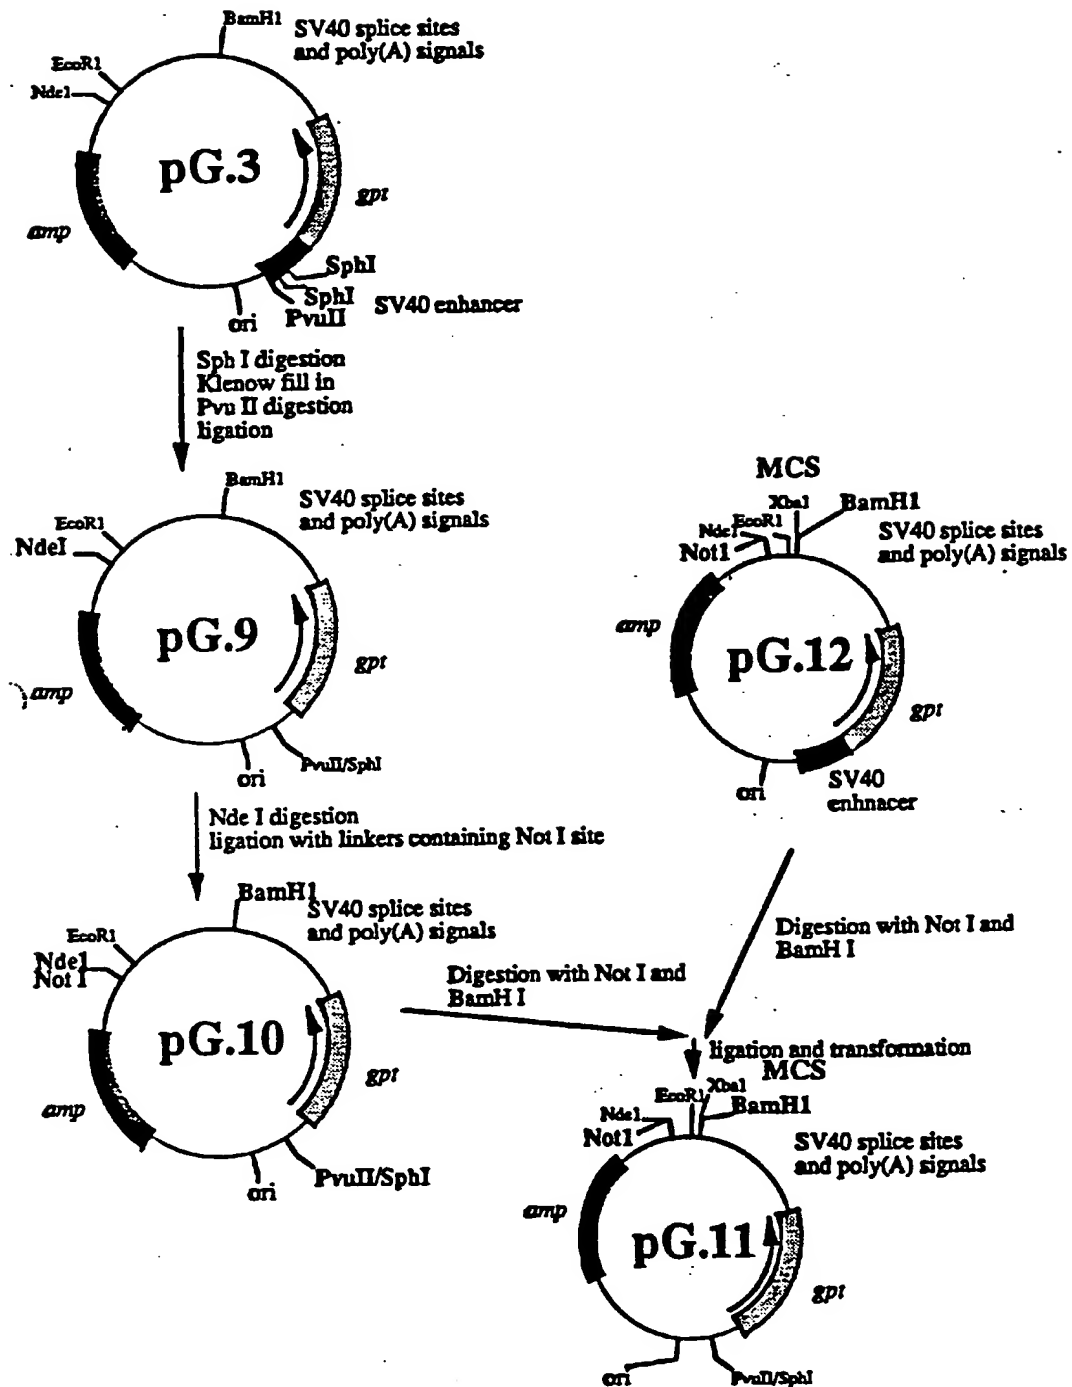 BamH1
SV40 splice sites
and poly(A) signals
EcoR1
Nde1
pG.3
gpt
amp
SphI
SphI
PvuII
SV40 enhancer
ori
Sph I digestion
Klenow fill in
Pvu II digestion
ligation
BamH1
SV40 splice sites
and poly(A) signals
EcoR1
NdeI
pG.9
gpt
amp
PvuII/SphI
ori
MCS
Xba1
BamH1
Nde1
EcoR1
Not1
SV40 splice sites
and poly(A) signals
amp
pG.12
gpt
ori
SV40
enhnacer
Nde I digestion
ligation with linkers containing Not I site
BamH1
SV40 splice sites
and poly(A) signals
EcoR1
Nde1
Not I
pG.10
gpt
amp
PvuII/SphI
ori
Digestion with Not I and
BamH I
Digestion with Not I and
BamH I
ligation and transformation
MCS
Xba1
EcoR1
BamH1
Nde1
Not1
SV40 splice sites
and poly(A) signals
amp
pG.11
gpt
ori
PvuII/SphI